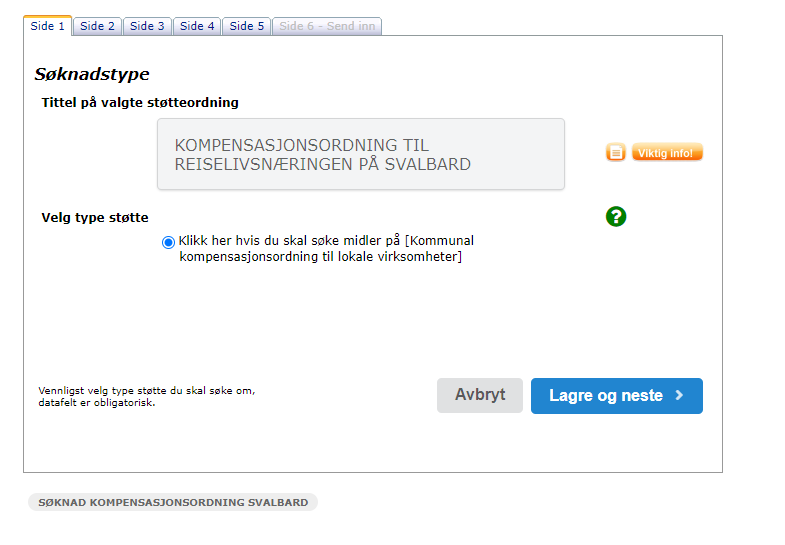 Side 1 Side 2 Side 3 Side 4 Side 5 Side 6 - Send inn
Søknadstype
Tittel på valgte støtteordning
KOMPENSASJONSORDNING TIL
REISELIVSNÆRINGEN PÅ SVALBARD
Viktig Info!
Velg type støtte
?
Klikk her hvis du skal søke midler på [Kommunal
kompensasjonsordning til lokale virksomheter]
Vennligst velg type støtte du skal søke om,
datafelt er obligatorisk.
Avbryt
Lagre og neste
SØKNAD KOMPENSASJONSORDNING SVALBARD